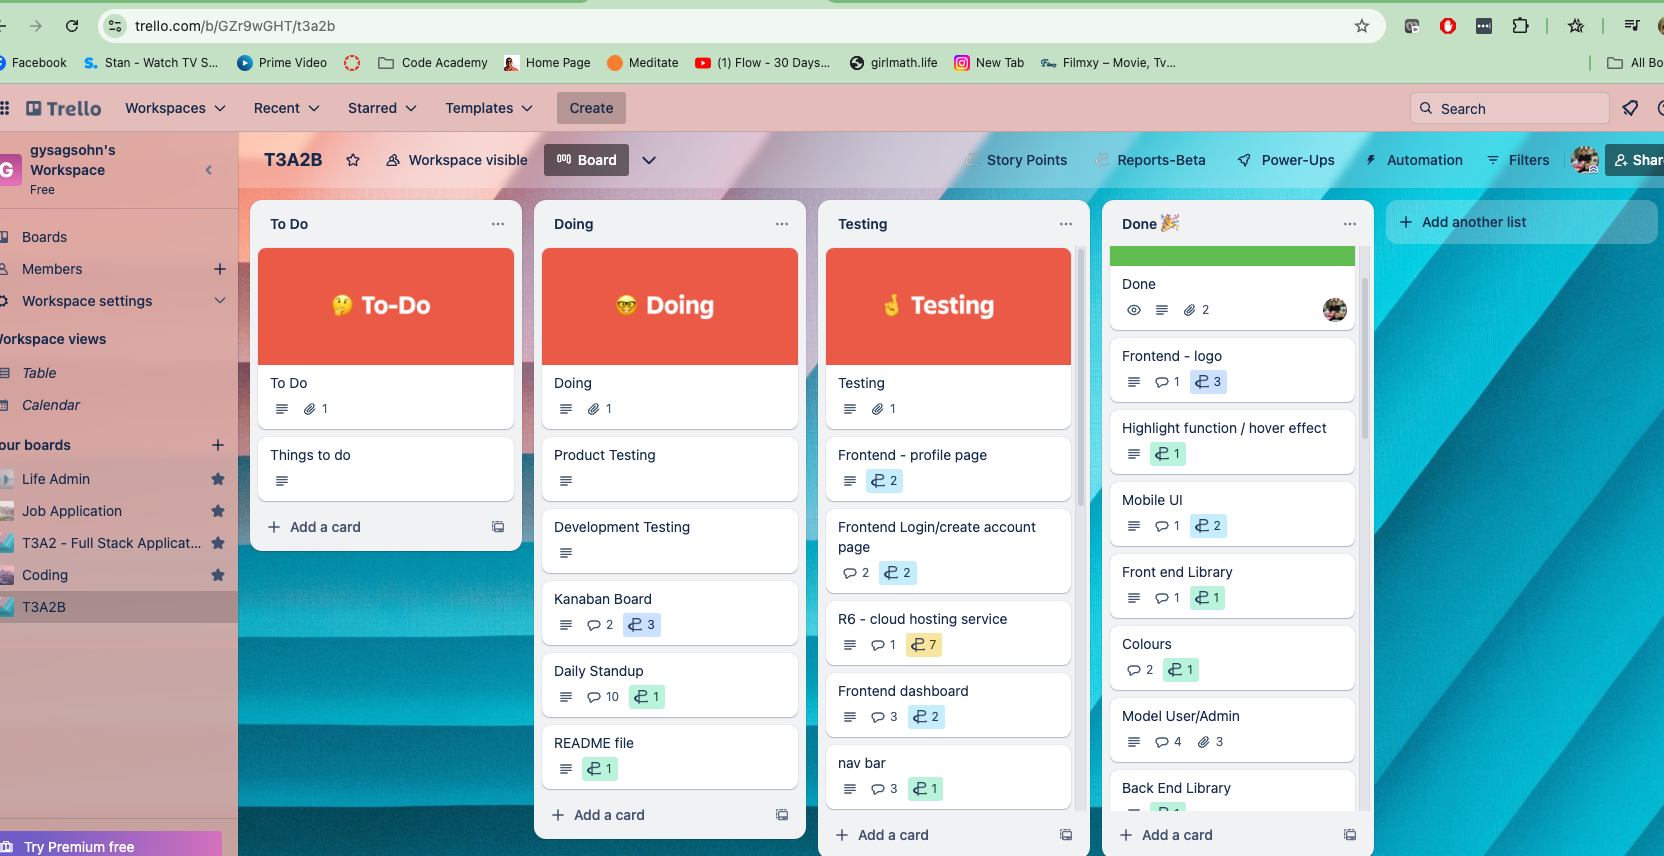 trello.com/b/GZr9wGHT/t3a2b
Facebook
Stan - Watch TV S...
Prime Video
Code Academy
Home Page
Meditate
(1) Flow - 30 Days...
girlmath.life
New Tab
Filmxy – Movie, Tv...
All Bo
Trello
Workspaces
Recent
Starred
Templates
Create
Search
G
gysagsohn's
Workspace
Free
T3A2B
Workspace visible
Board
Story Points
Reports-Beta
Power-Ups
Automation
Filters
Shar
Boards
Members
Workspace settings
Workspace views
Table
Calendar
our boards
Life Admin
Job Application
T3A2 - Full Stack Applicat...
Coding
T3A2B
Try Premium free
To Do
🤔 To-Do
To Do
1
Things to do
Add a card
Doing
🤓 Doing
Doing
1
Product Testing
Development Testing
Kanaban Board
2 3
Daily Standup
10 1
README file
1
Add a card
Testing
🤞 Testing
Testing
1
Frontend - profile page
2
Frontend Login/create account
page
2 2
R6 - cloud hosting service
1 7
Frontend dashboard
3 2
nav bar
3 1
Add a card
Done 🎉
Done
2
Frontend - logo
1 3
Highlight function / hover effect
1
Mobile UI
1 2
Front end Library
1 1
Colours
2 1
Model User/Admin
4 3
Back End Library
Add a card
Add another list